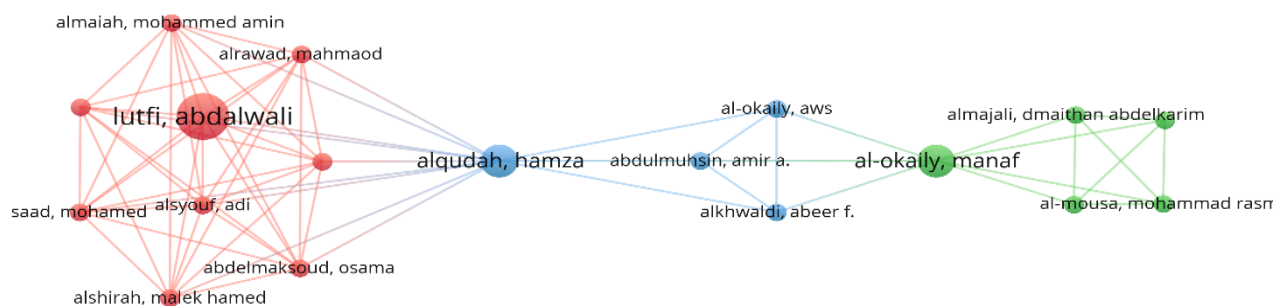 almaiah, mohammed amin
alrawad, mahmaod
lutfi, abdalwali
saad, mohamed
alsyouf, adi
abdelmaksoud, osama
alshirah, malek hamed
alqudah, hamza
al-okaily, aws
abdulmuhsin, amir a.
alkhwaldi, abeer f.
al-okaily, manaf
almajali, dmaithan abdelkarim
al-mousa, mohammad rasm